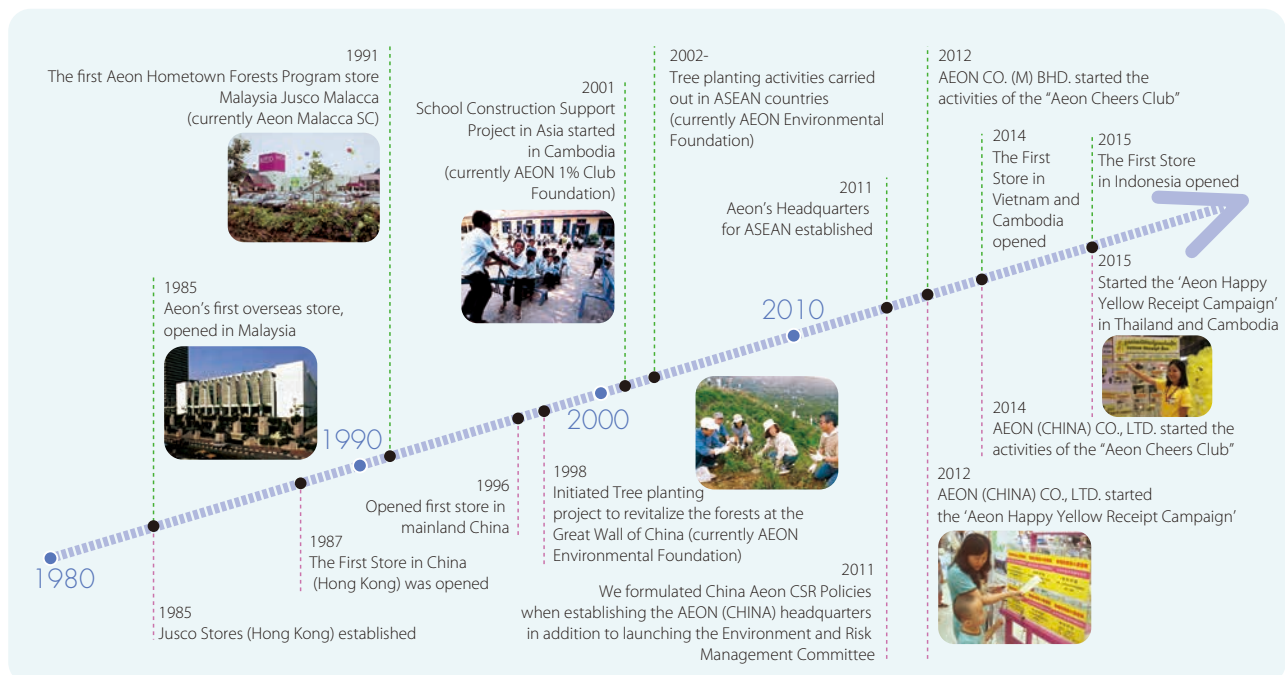 1991
The first Aeon Hometown Forests Program store
Malaysia Jusco Malacca
(currently Aeon Malacca SC)
2001
School Construction Support
Project in Asia started
in Cambodia
(currently AEON 1% Club
Foundation)
2002-
Tree planting activities carried
out in ASEAN countries
(currently AEON Environmental
Foundation)
2012
AEON CO. (M) BHD. started the
activities of the “Aeon Cheers Club”
2014
The First
Store in
Vietnam and
Cambodia
opened
2015
The First Store
in Indonesia opened
2011
Aeon’s Headquarters
for ASEAN established
1985
Aeon’s first overseas store,
opened in Malaysia
2015
Started the ‘Aeon Happy
Yellow Receipt Campaign’
in Thailand and Cambodia
1980
1990
2000
2010
1985
Jusco Stores (Hong Kong) established
1987
The First Store in China
(Hong Kong) was opened
1996
Opened first store in
mainland China
1998
Initiated Tree planting
project to revitalize the forests at the
Great Wall of China (currently AEON
Environmental Foundation)
2011
We formulated China Aeon CSR Policies
when establishing the AEON (CHINA) headquarters
in addition to launching the Environment and Risk
Management Committee
2014
AEON (CHINA) CO., LTD. started the
activities of the “Aeon Cheers Club”
2012
AEON (CHINA) CO., LTD. started
the ‘Aeon Happy Yellow Receipt Campaign’